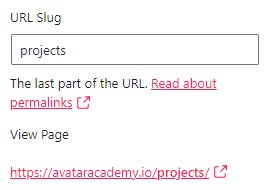 URL Slug
projects
The last part of the URL. Read about
permalinks
View Page
https://avataracademy.io/projects/